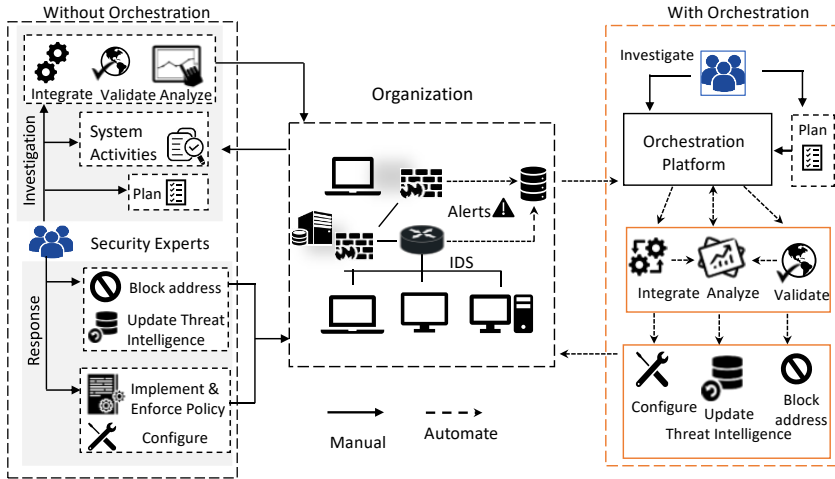 Without Orchestration
Integrate Validate Analyze
System
Activities
Plan
Investigation
Security Experts
Response
Block address
Update Threat
Intelligence
Implement &
Enforce Policy
Configure
Organization
Alerts
IDS
Manual
Automate
With Orchestration
Investigate
Plan
Orchestration
Platform
Integrate Analyze Validate
Configure
Update
Threat Intelligence
Block
address